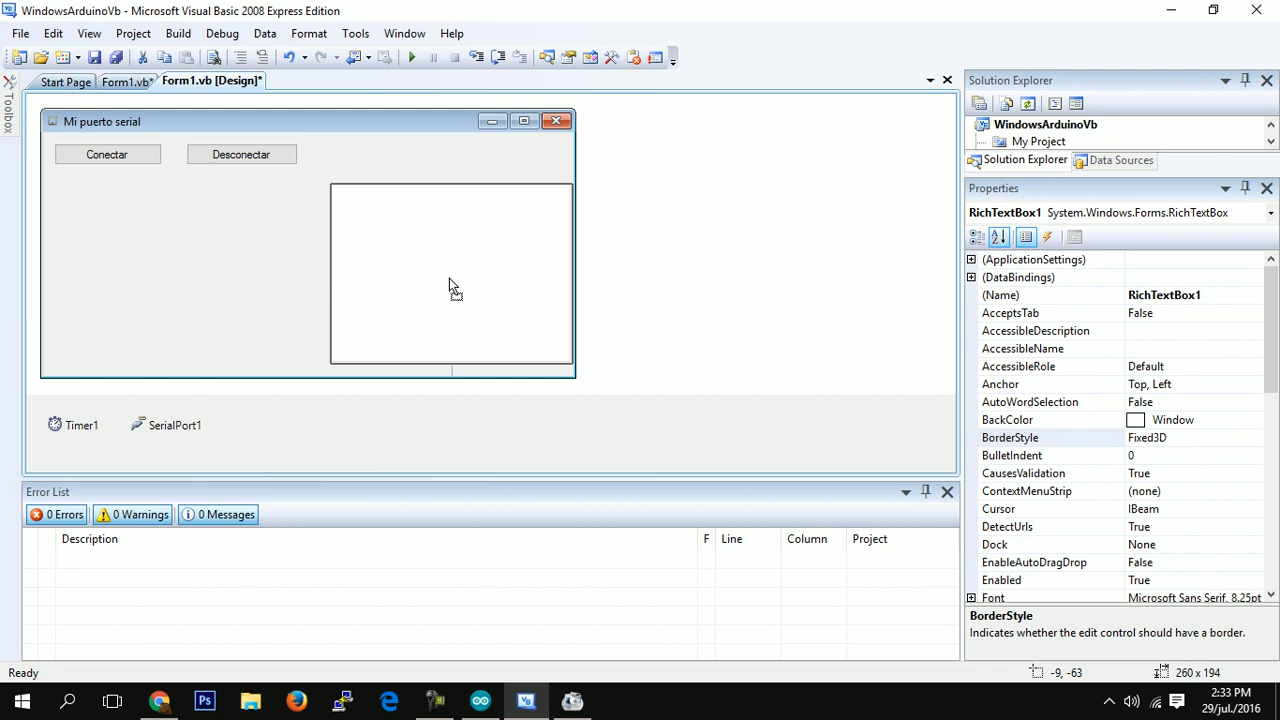 WindowsArduinoVb - Microsoft Visual Basic 2008 Express Edition
File Edit View Project Build Debug Data Format Tools Window Help
Toolbox
Start Page Form1.vb* Form1.vb [Design]*
Mi puerto serial
Conectar Desconectar
Timer1 SerialPort1
Error List
0 Errors 0 Warnings 0 Messages
Description F Line Column Project
Solution Explorer
WindowsArduinoVb
My Project
Solution Explorer Data Sources
Properties
RichTextBox1 System.Windows.Forms.RichTextBox
(ApplicationSettings)
(DataBindings)
(Name) RichTextBox1
AcceptsTab False
AccessibleDescription
AccessibleName
AccessibleRole Default
Anchor Top, Left
AutoWordSelection False
BackColor Window
BorderStyle Fixed3D
BulletIndent 0
CausesValidation True
ContextMenuStrip (none)
Cursor IBeam
DetectUrls True
Dock None
EnableAutoDragDrop False
Enabled True
Font Microsoft Sans Serif, 8.25pt
BorderStyle
Indicates whether the edit control should have a border.
Ready -9, -63 260 x 194
2:33 PM
29/jul./2016